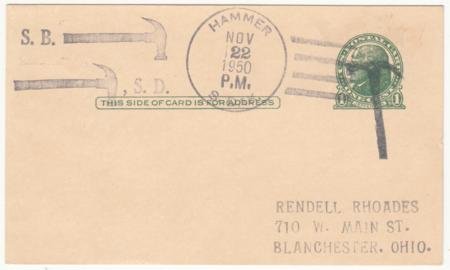 S. B.
, S. D.
HAMMER
NOV
22
1950
P.M.
THIS SIDE OF CARD IS FOR ADDRESS
1
RENDELL RHOADES
710 W. MAIN ST.
BLANCHESTER, OHIO.